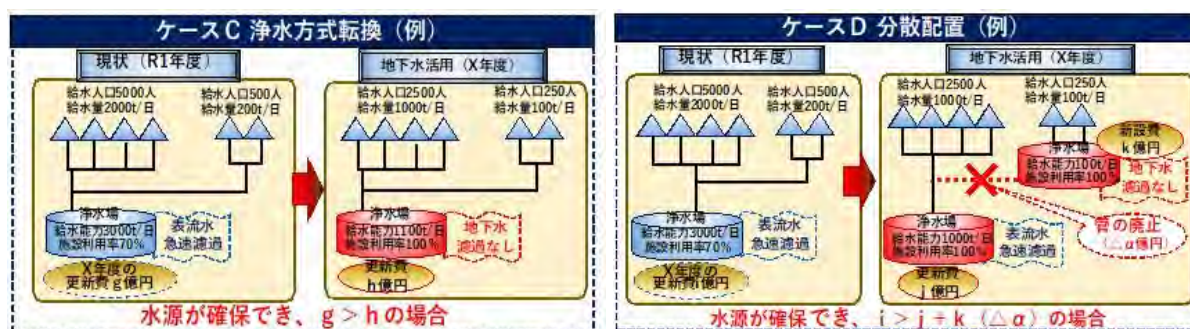 ケースC 浄水方式転換（例）
現状（R1年度）
給水人口5000人
給水量2000t/日
給水人口500人
給水量200t/日
浄水場
給水能力3000t/日
施設利用率70%
表流水
急速濾過
X年度の
更新費g億円
地下水活用（X年度）
給水人口2500人
給水量1000t/日
給水人口250人
給水量100t/日
浄水場
給水能力1100t/日
施設利用率100%
地下水
濾過なし
更新費
h億円
水源が確保でき、g＞hの場合
ケースD 分散配置（例）
現状（R1年度）
給水人口5000人
給水量2000t/日
給水人口500人
給水量200t/日
浄水場
給水能力3000t/日
施設利用率70%
表流水
急速濾過
X年度の
更新費i億円
地下水活用（X年度）
給水人口2500人
給水量1000t/日
給水人口250人
給水量100t/日
新設費
k億円
浄水場
給水能力100t/日
施設利用率100%
地下水
濾過なし
管の廃止
（△α億円）
浄水場
給水能力1000t/日
施設利用率100%
表流水
急速濾過
更新費
j億円
水源が確保でき、i＞j＋k（△α）の場合